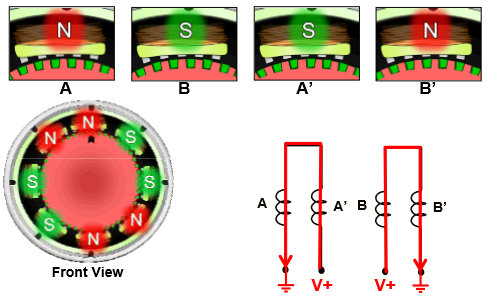 N S S N
A B A’ B’
N
N S
S S
S N
N
A A’ B B’
V+ V+
Front View